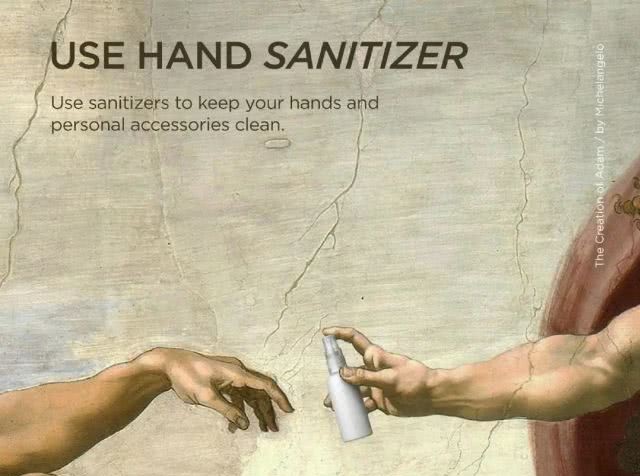 USE HAND SANITIZER
Use sanitizers to keep your hands and
personal accessories clean.
The Creation of Adam / by Michelangelo